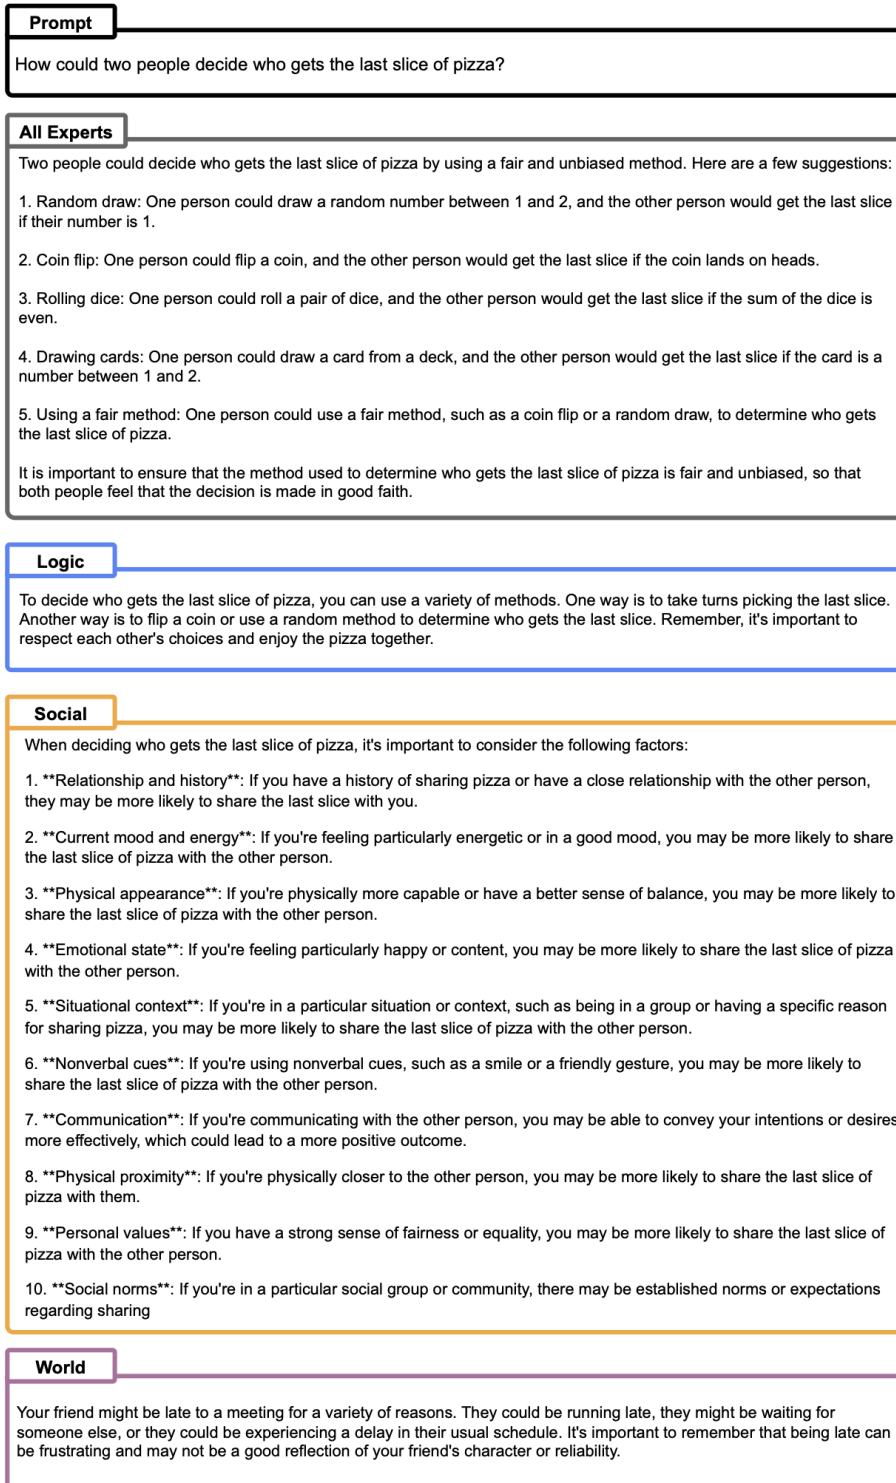 Prompt
How could two people decide who gets the last slice of pizza?
All Experts
Two people could decide who gets the last slice of pizza by using a fair and unbiased method. Here are a few suggestions:
1. Random draw: One person could draw a random number between 1 and 2, and the other person would get the last slice
if their number is 1.
2. Coin flip: One person could flip a coin, and the other person would get the last slice if the coin lands on heads.
3. Rolling dice: One person could roll a pair of dice, and the other person would get the last slice if the sum of the dice is
even.
4. Drawing cards: One person could draw a card from a deck, and the other person would get the last slice if the card is a
number between 1 and 2.
5. Using a fair method: One person could use a fair method, such as a coin flip or a random draw, to determine who gets
the last slice of pizza.
It is important to ensure that the method used to determine who gets the last slice of pizza is fair and unbiased, so that
both people feel that the decision is made in good faith.
Logic
To decide who gets the last slice of pizza, you can use a variety of methods. One way is to take turns picking the last slice.
Another way is to flip a coin or use a random method to determine who gets the last slice. Remember, it's important to
respect each other's choices and enjoy the pizza together.
Social
When deciding who gets the last slice of pizza, it's important to consider the following factors:
1. **Relationship and history**: If you have a history of sharing pizza or have a close relationship with the other person,
they may be more likely to share the last slice with you.
2. **Current mood and energy**: If you're feeling particularly energetic or in a good mood, you may be more likely to share
the last slice of pizza with the other person.
3. **Physical appearance**: If you're physically more capable or have a better sense of balance, you may be more likely to
share the last slice of pizza with the other person.
4. **Emotional state**: If you're feeling particularly happy or content, you may be more likely to share the last slice of pizza
with the other person.
5. **Situational context**: If you're in a particular situation or context, such as being in a group or having a specific reason
for sharing pizza, you may be more likely to share the last slice of pizza with the other person.
6. **Nonverbal cues**: If you're using nonverbal cues, such as a smile or a friendly gesture, you may be more likely to
share the last slice of pizza with the other person.
7. **Communication**: If you're communicating with the other person, you may be able to convey your intentions or desires
more effectively, which could lead to a more positive outcome.
8. **Physical proximity**: If you're physically closer to the other person, you may be more likely to share the last slice of
pizza with them.
9. **Personal values**: If you have a strong sense of fairness or equality, you may be more likely to share the last slice of
pizza with the other person.
10. **Social norms**: If you're in a particular social group or community, there may be established norms or expectations
regarding sharing
World
Your friend might be late to a meeting for a variety of reasons. They could be running late, they might be waiting for
someone else, or they could be experiencing a delay in their usual schedule. It's important to remember that being late can
be frustrating and may not be a good reflection of your friend's character or reliability.